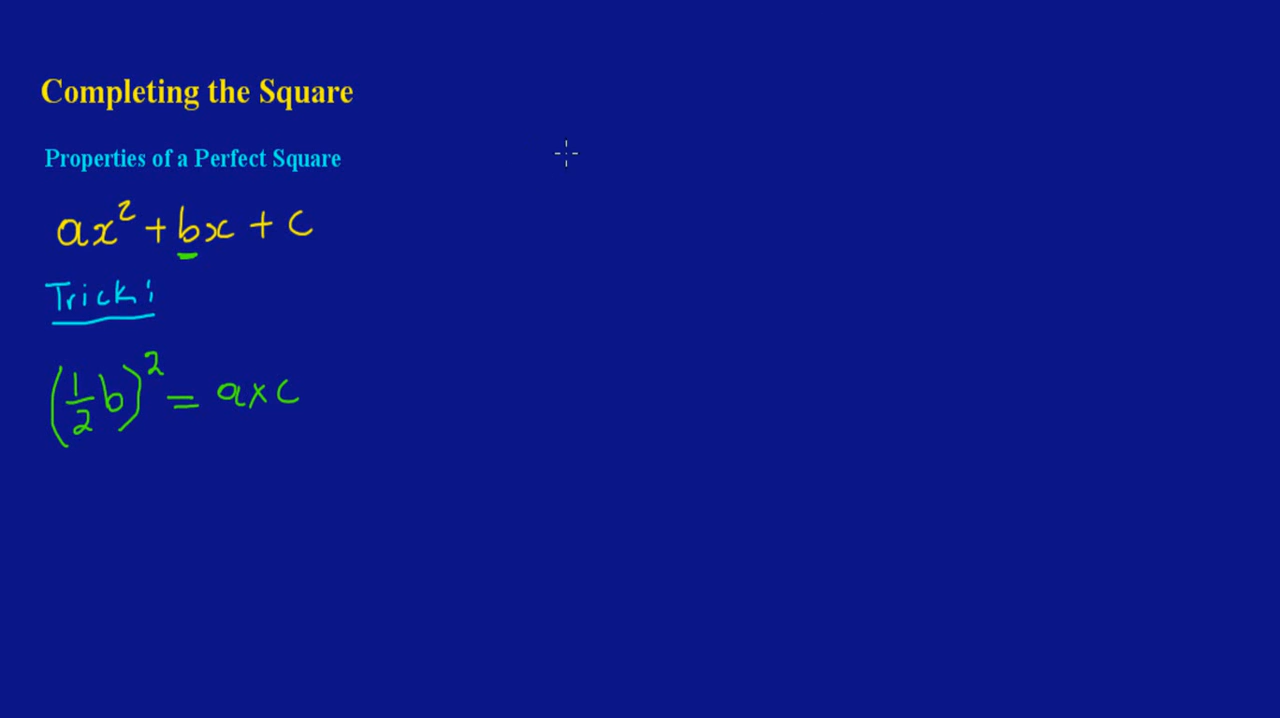 Completing the Square
Properties of a Perfect Square
ax² + bx + c
Trick!
(½b)² = a×c